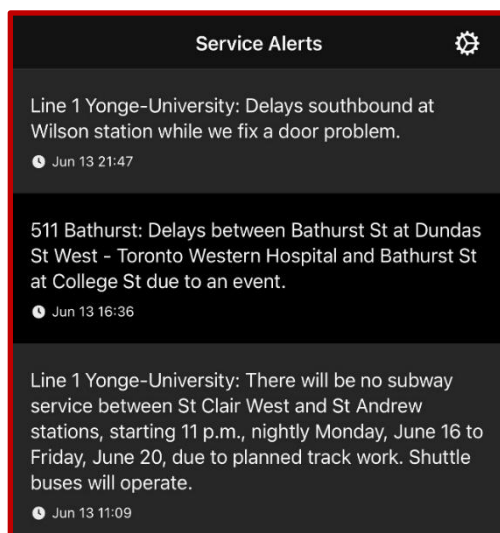 Service Alerts
Line 1 Yonge-University: Delays southbound at
Wilson station while we fix a door problem.
Jun 13 21:47
511 Bathurst: Delays between Bathurst St at Dundas
St West - Toronto Western Hospital and Bathurst St
at College St due to an event.
Jun 13 16:36
Line 1 Yonge-University: There will be no subway
service between St Clair West and St Andrew
stations, starting 11 p.m., nightly Monday, June 16 to
Friday, June 20, due to planned track work. Shuttle
buses will operate.
Jun 13 11:09